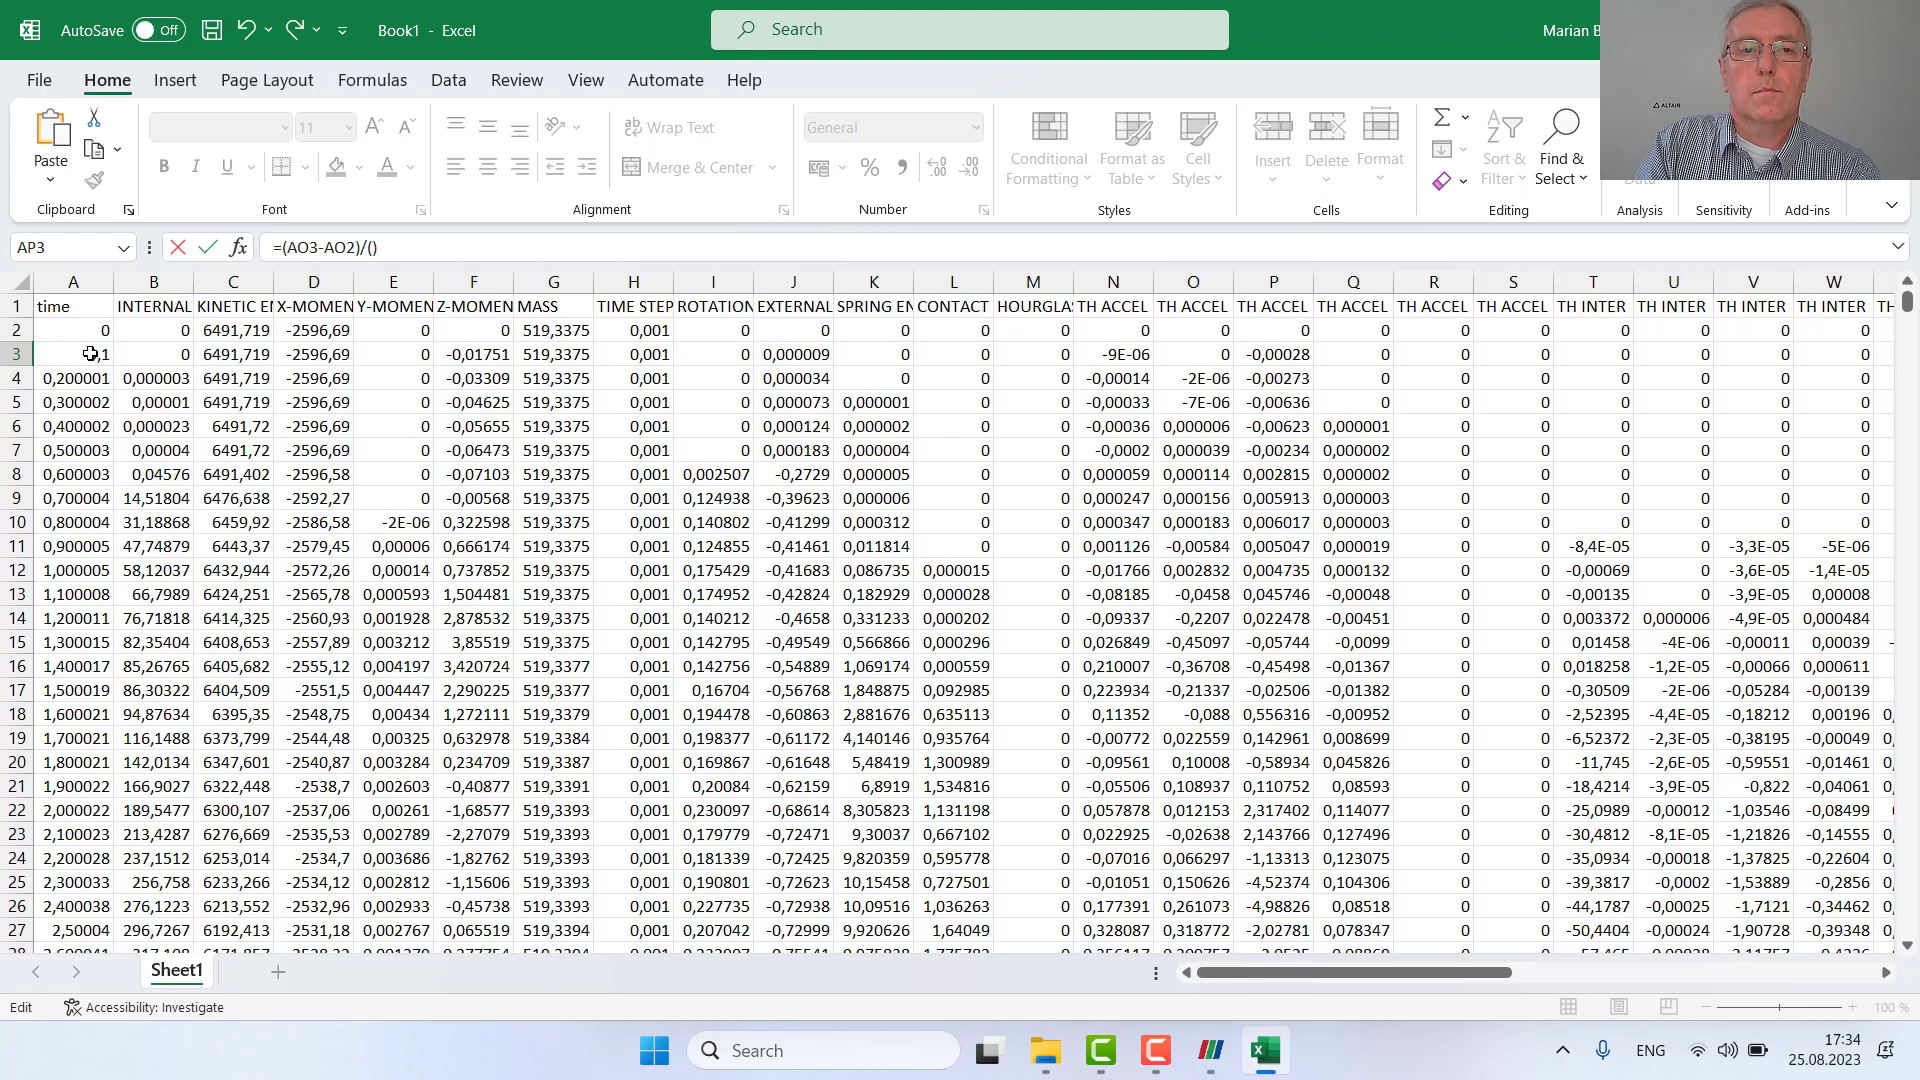 AutoSave Off Book1 - Excel Search Marian B
ALTAIR
File Home Insert Page Layout Formulas Data Review View Automate Help
Paste 11 Wrap Text General Conditional Formatting Format as Table Cell Styles Insert Delete Format Sort & Filter Find & Select
Merge & Center
Clipboard Font Alignment Number Styles Cells Editing Analysis Sensitivity Add-ins
AP3 fx =(AO3-AO2)/()
A B C D E F G H I J K L M N O P Q R S T U V W
1 time INTERNAL KINETIC EN X-MOMEN Y-MOMEN Z-MOMEN MASS TIME STEP ROTATION EXTERNAL SPRING EN CONTACT HOURGLAS TH ACCEL TH ACCEL TH ACCEL TH ACCEL TH ACCEL TH ACCEL TH INTER TH INTER TH INTER TH INTER TH
2 0 0 6491,719 -2596,69 0 0 519,3375 0,001 0 0 0 0 0 0 0 0 0 0 0 0 0 0 0
3 0,1 0 6491,719 -2596,69 0 -0,01751 519,3375 0,001 0 0,000009 0 0 0 -9E-06 0 -0,00028 0 0 0 0 0 0 0
4 0,200001 0,000003 6491,719 -2596,69 0 -0,03309 519,3375 0,001 0 0,000034 0 0 0 -0,00014 -2E-06 -0,00273 0 0 0 0 0 0 0
5 0,300002 0,00001 6491,719 -2596,69 0 -0,04625 519,3375 0,001 0 0,000073 0,000001 0 0 -0,00033 -7E-06 -0,00636 0 0 0 0 0 0 0
6 0,400002 0,000023 6491,72 -2596,69 0 -0,05655 519,3375 0,001 0 0,000124 0,000002 0 0 -0,00036 0,000006 -0,00623 0,000001 0 0 0 0 0 0
7 0,500003 0,00004 6491,72 -2596,69 0 -0,06473 519,3375 0,001 0 0,000183 0,000004 0 0 -0,0002 0,000039 -0,00234 0,000002 0 0 0 0 0 0
8 0,600003 0,04576 6491,402 -2596,58 0 -0,07103 519,3375 0,001 0,002507 -0,2729 0,000005 0 0 0,000059 0,000114 0,002815 0,000002 0 0 0 0 0 0
9 0,700004 14,51804 6476,638 -2592,27 0 -0,00568 519,3375 0,001 0,124938 -0,39623 0,000006 0 0 0,000247 0,000156 0,005913 0,000003 0 0 0 0 0 0
10 0,800004 31,18868 6459,92 -2586,58 -2E-06 0,322598 519,3375 0,001 0,140802 -0,41299 0,000312 0 0 0,000347 0,000183 0,006017 0,000003 0 0 0 0 0 0
11 0,900005 47,74879 6443,37 -2579,45 0,00006 0,666174 519,3375 0,001 0,124855 -0,41461 0,011814 0 0 0,001126 -0,00584 0,005047 0,000019 0 0 -8,4E-05 0 -3,3E-05 -5E-06
12 1,000005 58,12037 6432,944 -2572,26 0,00014 0,737852 519,3375 0,001 0,175429 -0,41683 0,086735 0,000015 0 -0,01766 0,002832 0,004735 0,000132 0 0 -0,00069 0 -3,6E-05 -1,4E-05
13 1,100008 66,7989 6424,251 -2565,78 0,000593 1,504481 519,3375 0,001 0,174952 -0,42824 0,182929 0,000028 0 -0,08185 -0,0458 0,045746 -0,00048 0 0 -0,00135 0 -3,9E-05 0,00008
14 1,200011 76,71818 6414,325 -2560,93 0,001928 2,878532 519,3375 0,001 0,140212 -0,4658 0,331233 0,000202 0 -0,09337 -0,2207 0,022478 -0,00451 0 0 0,003372 0,000006 -4,9E-05 0,000484
15 1,300015 82,35404 6408,653 -2557,89 0,003212 3,85519 519,3375 0,001 0,142795 -0,49549 0,566866 0,000296 0 0,026849 -0,45097 -0,05744 -0,0099 0 0 0,01458 -4E-06 -0,00011 0,00039 -
16 1,400017 85,26765 6405,682 -2555,12 0,004197 3,420724 519,3377 0,001 0,142756 -0,54889 1,069174 0,000559 0 0,210007 -0,36708 -0,45498 -0,01367 0 0 0,018258 -1,2E-05 -0,00066 0,000611
17 1,500019 86,30322 6404,509 -2551,5 0,004447 2,290225 519,3377 0,001 0,16704 -0,56768 1,848875 0,092985 0 0,223934 -0,21337 -0,02506 -0,01382 0 0 -0,30509 -2E-06 -0,05284 -0,00139
18 1,600021 94,87634 6395,35 -2548,75 0,00434 1,272111 519,3379 0,001 0,194478 -0,60863 2,881676 0,635113 0 0,11352 -0,088 0,556316 -0,00952 0 0 -2,52395 -4,4E-05 -0,18212 0,00196 0,
19 1,700021 116,1488 6373,799 -2544,48 0,00325 0,632978 519,3384 0,001 0,198377 -0,61172 4,140146 0,935764 0 -0,00772 0,022559 0,142961 0,008699 0 0 -6,52372 -2,3E-05 -0,38195 -0,00049 0,
20 1,800021 142,0134 6347,601 -2540,87 0,003284 0,234709 519,3387 0,001 0,169867 -0,61648 5,48419 1,300989 0 -0,09561 0,10008 -0,58934 0,045826 0 0 -11,745 -2,6E-05 -0,59551 -0,01461 0,
21 1,900022 166,9027 6322,448 -2538,7 0,002603 -0,40877 519,3391 0,001 0,20084 -0,62159 6,8919 1,534816 0 -0,05506 0,108937 0,110752 0,08593 0 0 -18,4214 -3,9E-05 -0,822 -0,04061 0,
22 2,000022 189,5477 6300,107 -2537,06 0,00261 -1,68577 519,3393 0,001 0,230097 -0,68614 8,305823 1,131198 0 0,057878 0,012153 2,317402 0,114077 0 0 -25,0989 -0,00012 -1,03546 -0,08499
23 2,100023 213,4287 6276,669 -2535,53 0,002789 -2,27079 519,3393 0,001 0,179779 -0,72471 9,30037 0,667102 0 0,022925 -0,02638 2,143766 0,127496 0 0 -30,4812 -8,1E-05 -1,21826 -0,14555 0,
24 2,200028 237,1512 6253,014 -2534,7 0,003686 -1,82762 519,3393 0,001 0,181339 -0,72425 9,820359 0,595778 0 -0,07016 0,066297 -1,13313 0,123075 0 0 -35,0934 -0,00018 -1,37825 -0,22604 0,
25 2,300033 256,758 6233,266 -2534,12 0,002812 -1,15606 519,3393 0,001 0,190801 -0,72623 10,15458 0,727501 0 -0,01051 0,150626 -4,52374 0,104306 0 0 -39,3817 -0,0002 -1,53889 -0,2856 0,
26 2,400038 276,1223 6213,552 -2532,96 0,002933 -0,45738 519,3393 0,001 0,227735 -0,72938 10,09516 1,036263 0 0,177391 0,261073 -4,98826 0,08518 0 0 -44,1787 -0,00025 -1,7121 -0,34462 0,
27 2,50004 296,7267 6192,413 -2531,18 0,002767 0,065519 519,3394 0,001 0,207042 -0,72999 9,920626 1,64049 0 0,328087 0,318772 -2,02781 0,078347 0 0 -50,4404 -0,00024 -1,90728 -0,39348 0,
Sheet1
Edit Accessibility: Investigate 100 %
Search ENG 17:34
25.08.2023